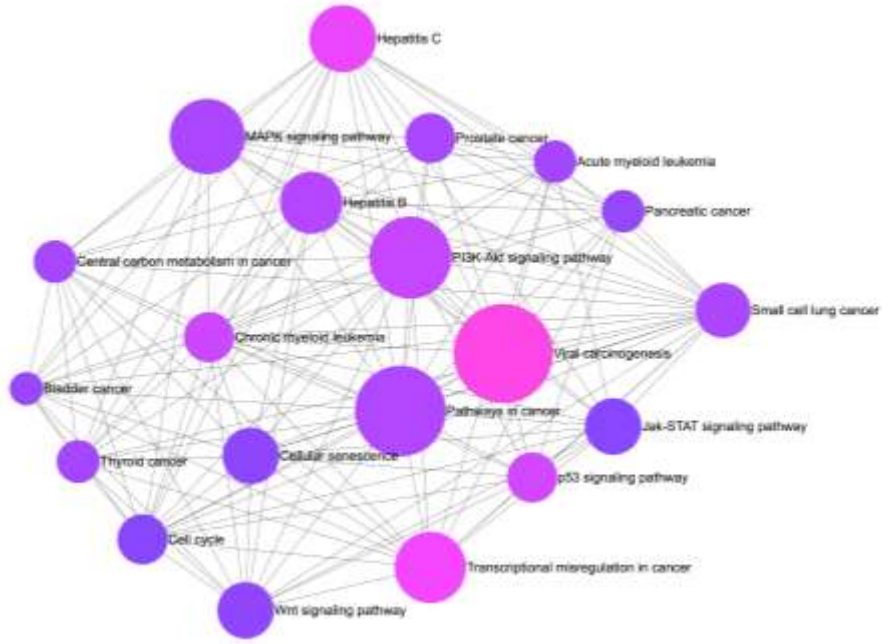 Hepatitis C
MAPK signaling pathway
Prostate cancer
Acute myeloid leukemia
Hepatitis B
Pancreatic cancer
Central carbon metabolism in cancer
PI3K-Akt signaling pathway
Small cell lung cancer
Chronic myeloid leukemia
Viral carcinogenesis
Bladder cancer
Pathways in cancer
Jak-STAT signaling pathway
Thyroid cancer
Cellular senescence
p53 signaling pathway
Cell cycle
Transcriptional misregulation in cancer
Wnt signaling pathway